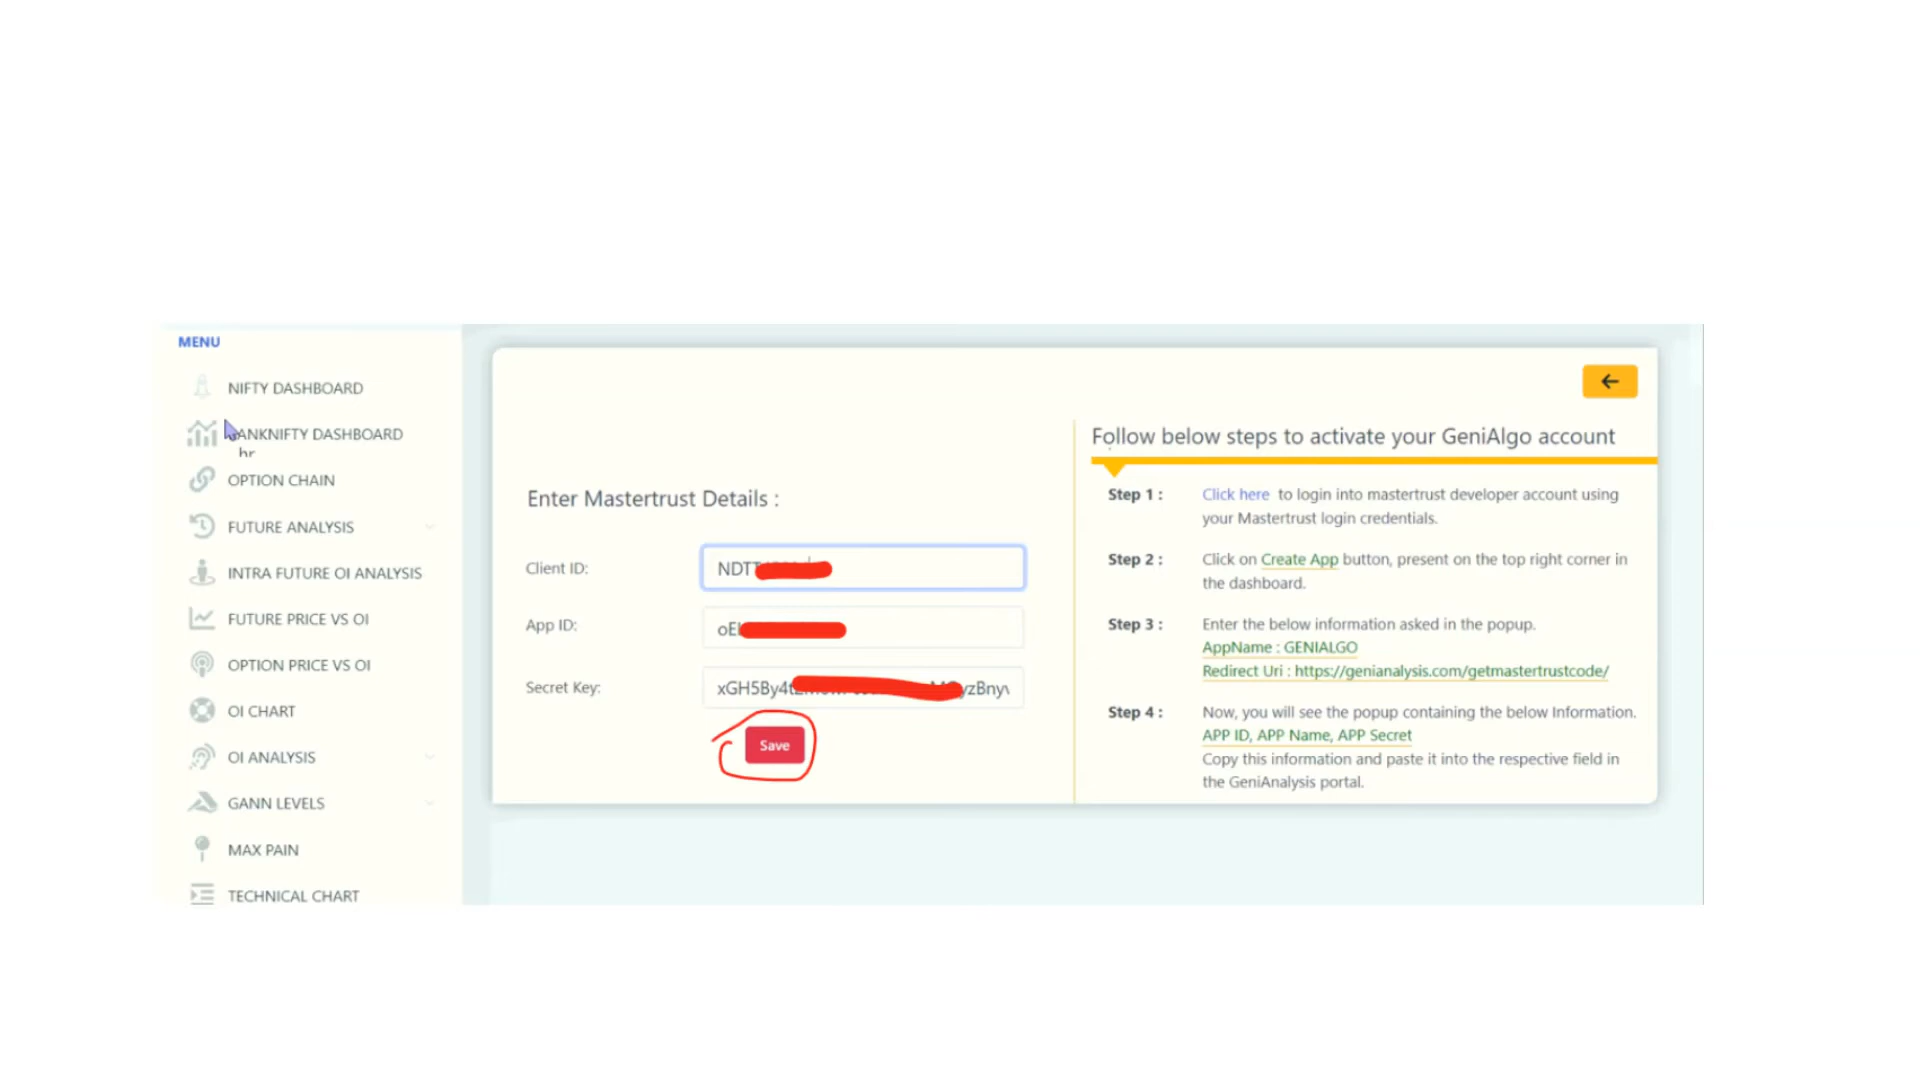 MENU
NIFTY DASHBOARD
ANKNIFTY DASHBOARD
OPTION CHAIN
FUTURE ANALYSIS
INTRA FUTURE OI ANALYSIS
FUTURE PRICE VS OI
OPTION PRICE VS OI
OI CHART
OI ANALYSIS
GANN LEVELS
MAX PAIN
TECHNICAL CHART
Enter Mastertrust Details :
Client ID:
App ID:
Secret Key:
Save
Follow below steps to activate your GeniAlgo account
Step 1 : Click here to login into mastertrust developer account using
your Mastertrust login credentials.
Step 2 : Click on Create App button, present on the top right corner in
the dashboard.
Step 3 : Enter the below information asked in the popup.
AppName : GENIALGO
Redirect Uri : https://genianalysis.com/getmastertrustcode/
Step 4 : Now, you will see the popup containing the below Information.
APP ID, APP Name, APP Secret
Copy this information and paste it into the respective field in
the GeniAnalysis portal.